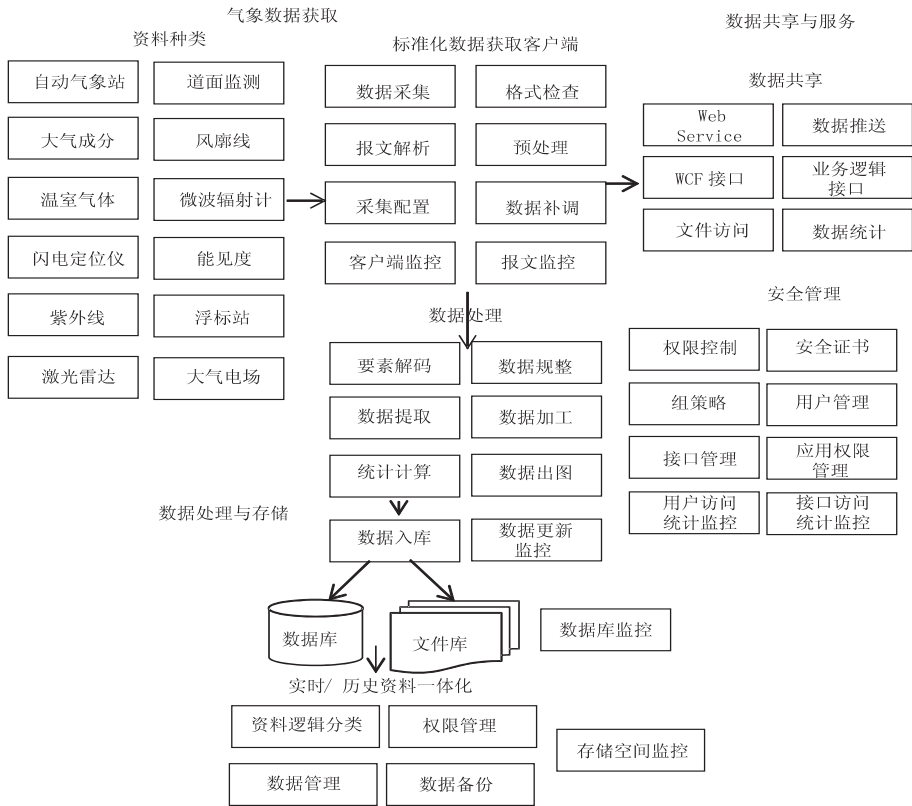 气象数据获取
资料种类
自动气象站
道面监测
大气成分
风廓线
温室气体
微波辐射计
闪电定位仪
能见度
紫外线
浮标站
激光雷达
大气电场
标准化数据获取客户端
数据采集
格式检查
报文解析
预处理
采集配置
数据补调
客户端监控
报文监控
数据共享与服务
数据共享
Web
Service
数据推送
WCF 接口
业务逻辑
接口
文件访问
数据统计
安全管理
权限控制
安全证书
组策略
用户管理
接口管理
应用权限
管理
用户访问
统计监控
接口访问
统计监控
数据处理
要素解码
数据规整
数据提取
数据加工
统计计算
数据出图
数据处理与存储
数据入库
数据更新
监控
数据库
文件库
数据库监控
实时/ 历史资料一体化
资料逻辑分类
权限管理
存储空间监控
数据管理
数据备份